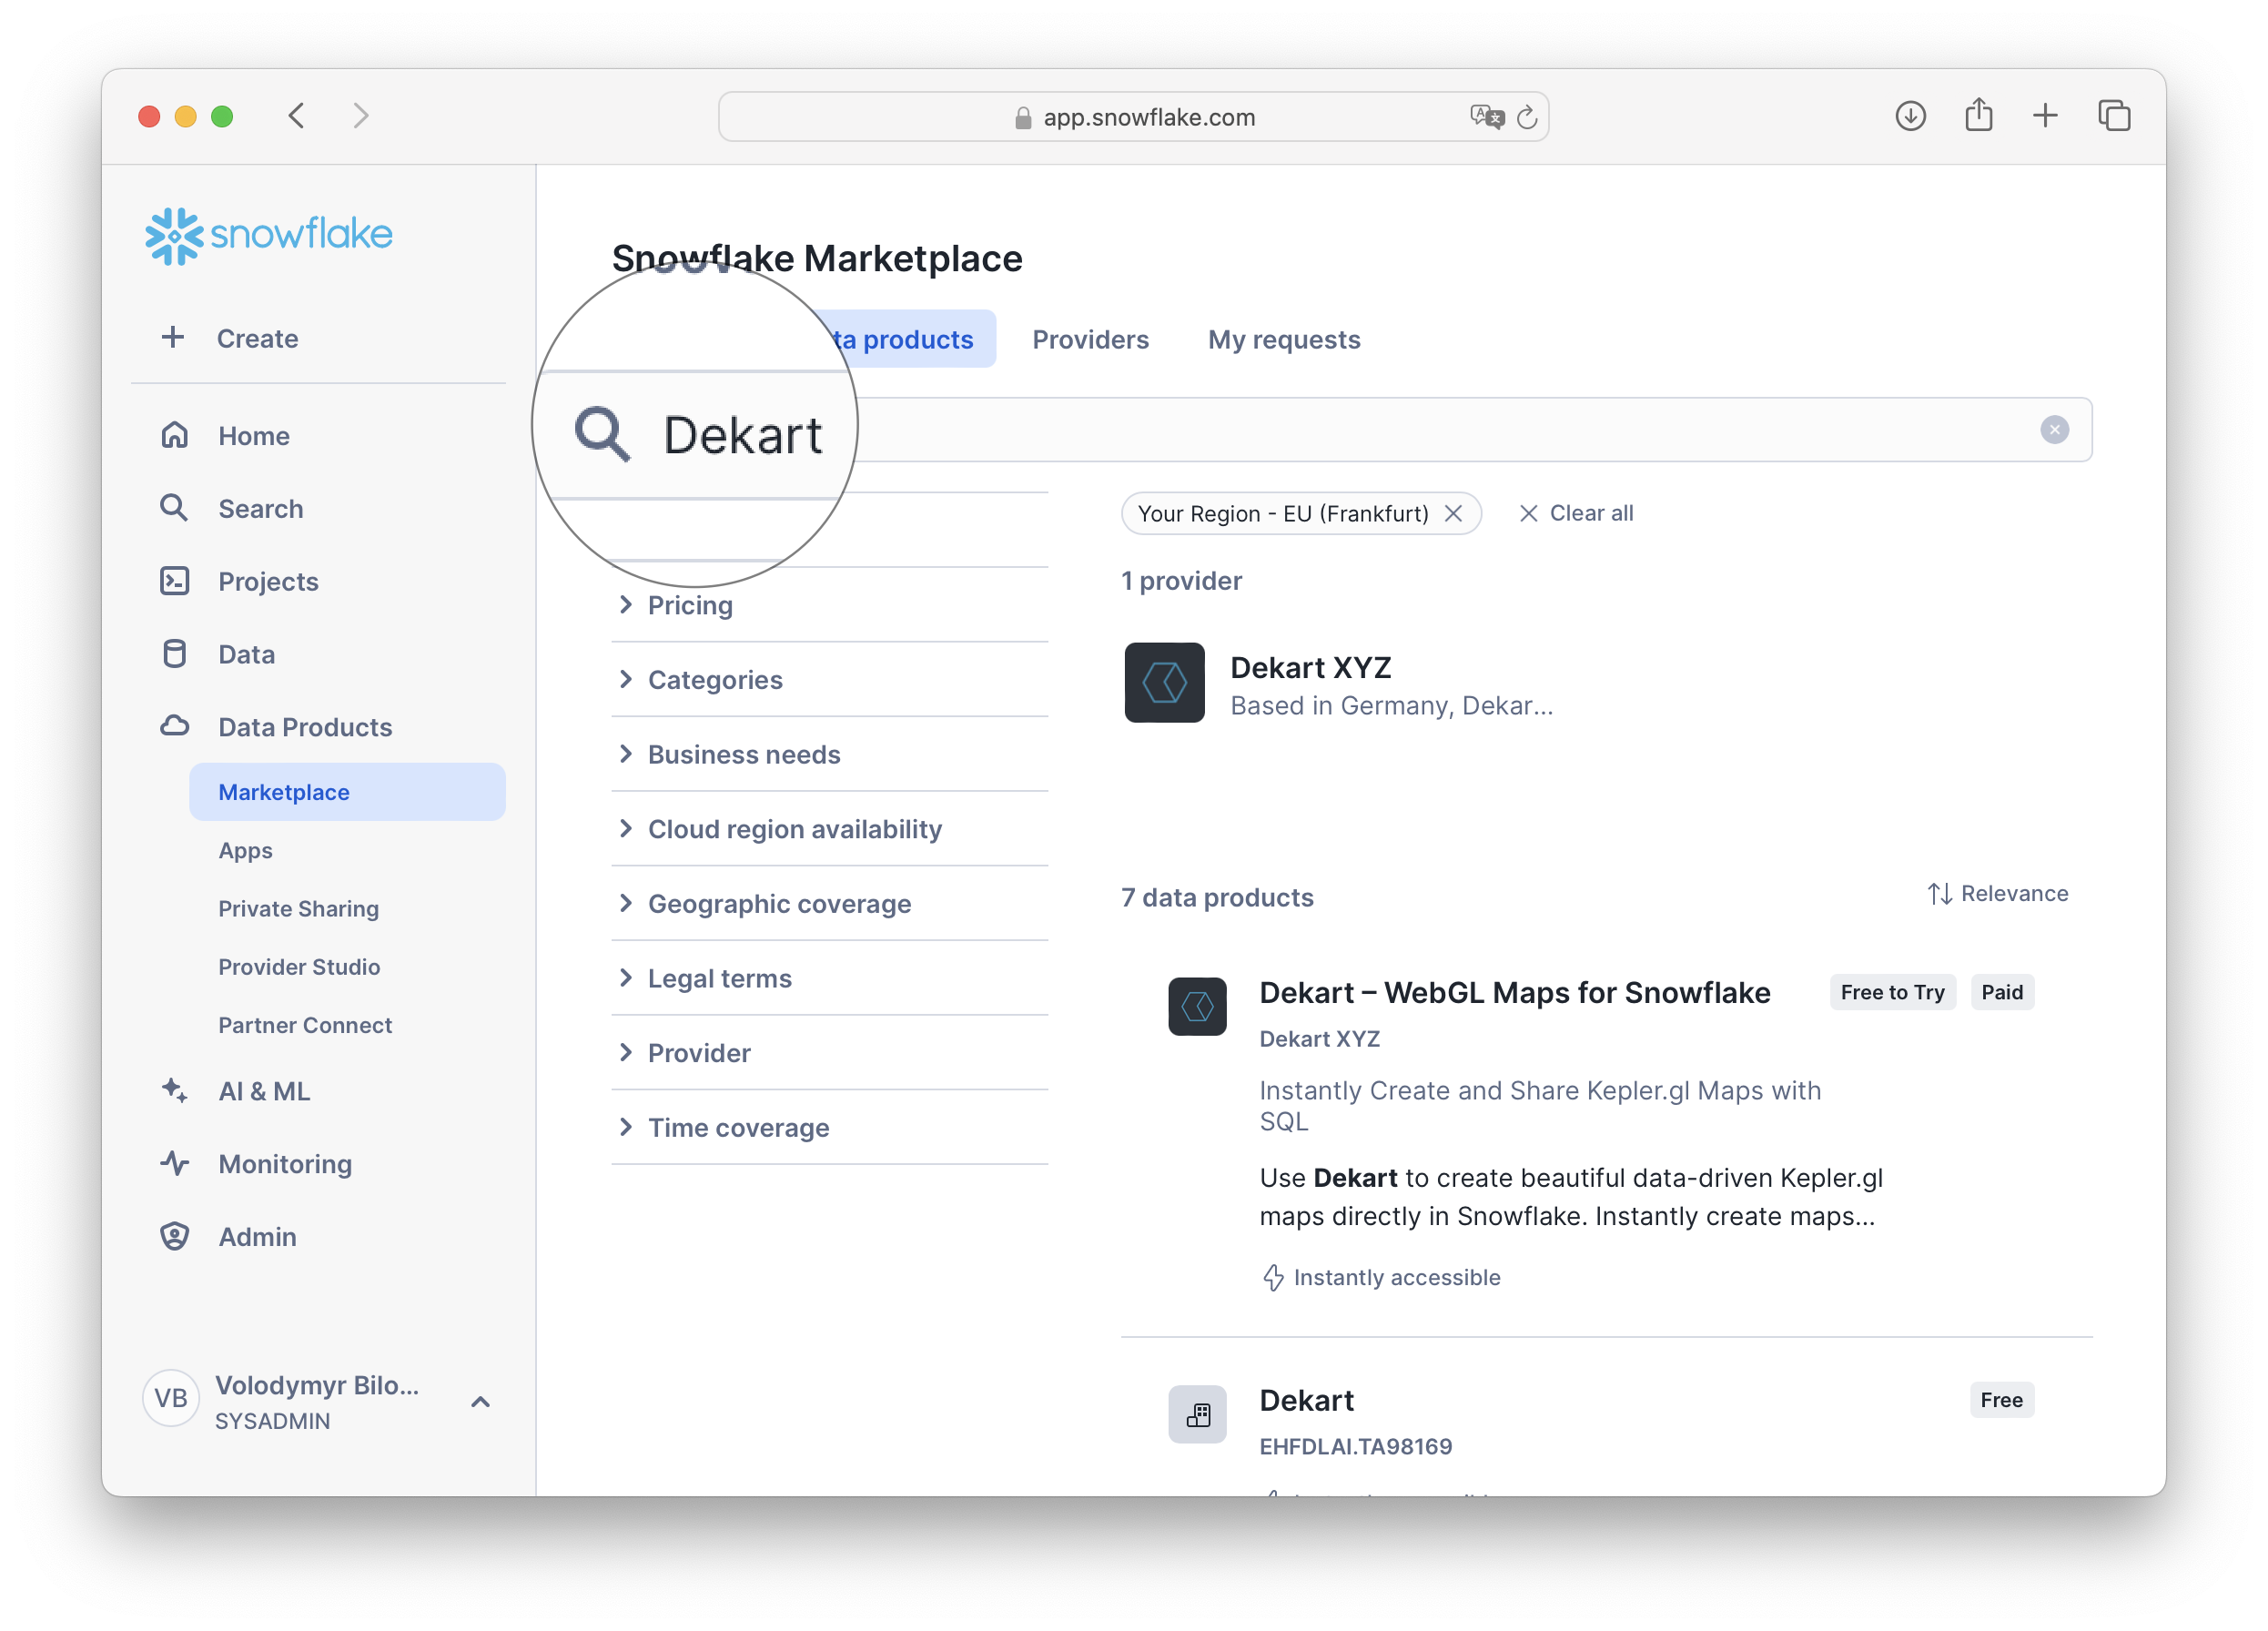 app.snowflake.com
snowflake
Create
Home
Search
Projects
Data
Data Products
Marketplace
Apps
Private Sharing
Provider Studio
Partner Connect
AI & ML
Monitoring
Admin
VB
Volodymyr Bilo...
SYSADMIN
Snowflake Marketplace
products
Providers
My requests
Dekart
Pricing
Categories
Business needs
Cloud region availability
Geographic coverage
Legal terms
Provider
Time coverage
Your Region - EU (Frankfurt)
Clear all
1 provider
Dekart XYZ
Based in Germany, Dekar...
7 data products
Relevance
Dekart – WebGL Maps for Snowflake
Free to Try
Paid
Dekart XYZ
Instantly Create and Share Kepler.gl Maps with
SQL
Use Dekart to create beautiful data-driven Kepler.gl
maps directly in Snowflake. Instantly create maps...
Instantly accessible
Dekart
Free
EHFDLAI.TA98169